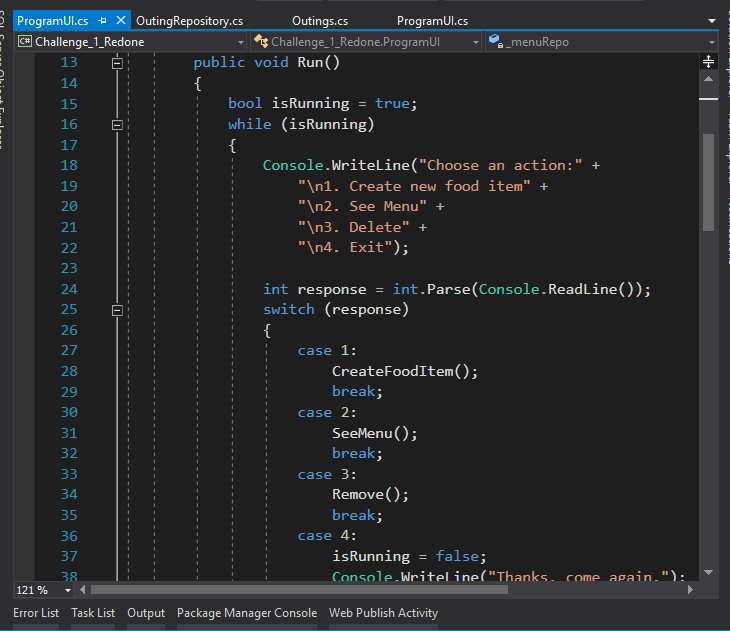 ProgramUI.cs OutingRepository.cs Outings.cs ProgramUI.cs
C# Challenge_1_Redone Challenge_1_Redone.ProgramUI _menuRepo
13 public void Run()
14 {
15 bool isRunning = true;
16 while (isRunning)
17 {
18 Console.WriteLine("Choose an action:" +
19 "\n1. Create new food item" +
20 "\n2. See Menu" +
21 "\n3. Delete" +
22 "\n4. Exit");
23
24 int response = int.Parse(Console.ReadLine());
25 switch (response)
26 {
27 case 1:
28 CreateFoodItem();
29 break;
30 case 2:
31 SeeMenu();
32 break;
33 case 3:
34 Remove();
35 break;
36 case 4:
37 isRunning = false;
38 Console.WriteLine("Thanks, come again.");
121 %
Error List Task List Output Package Manager Console Web Publish Activity